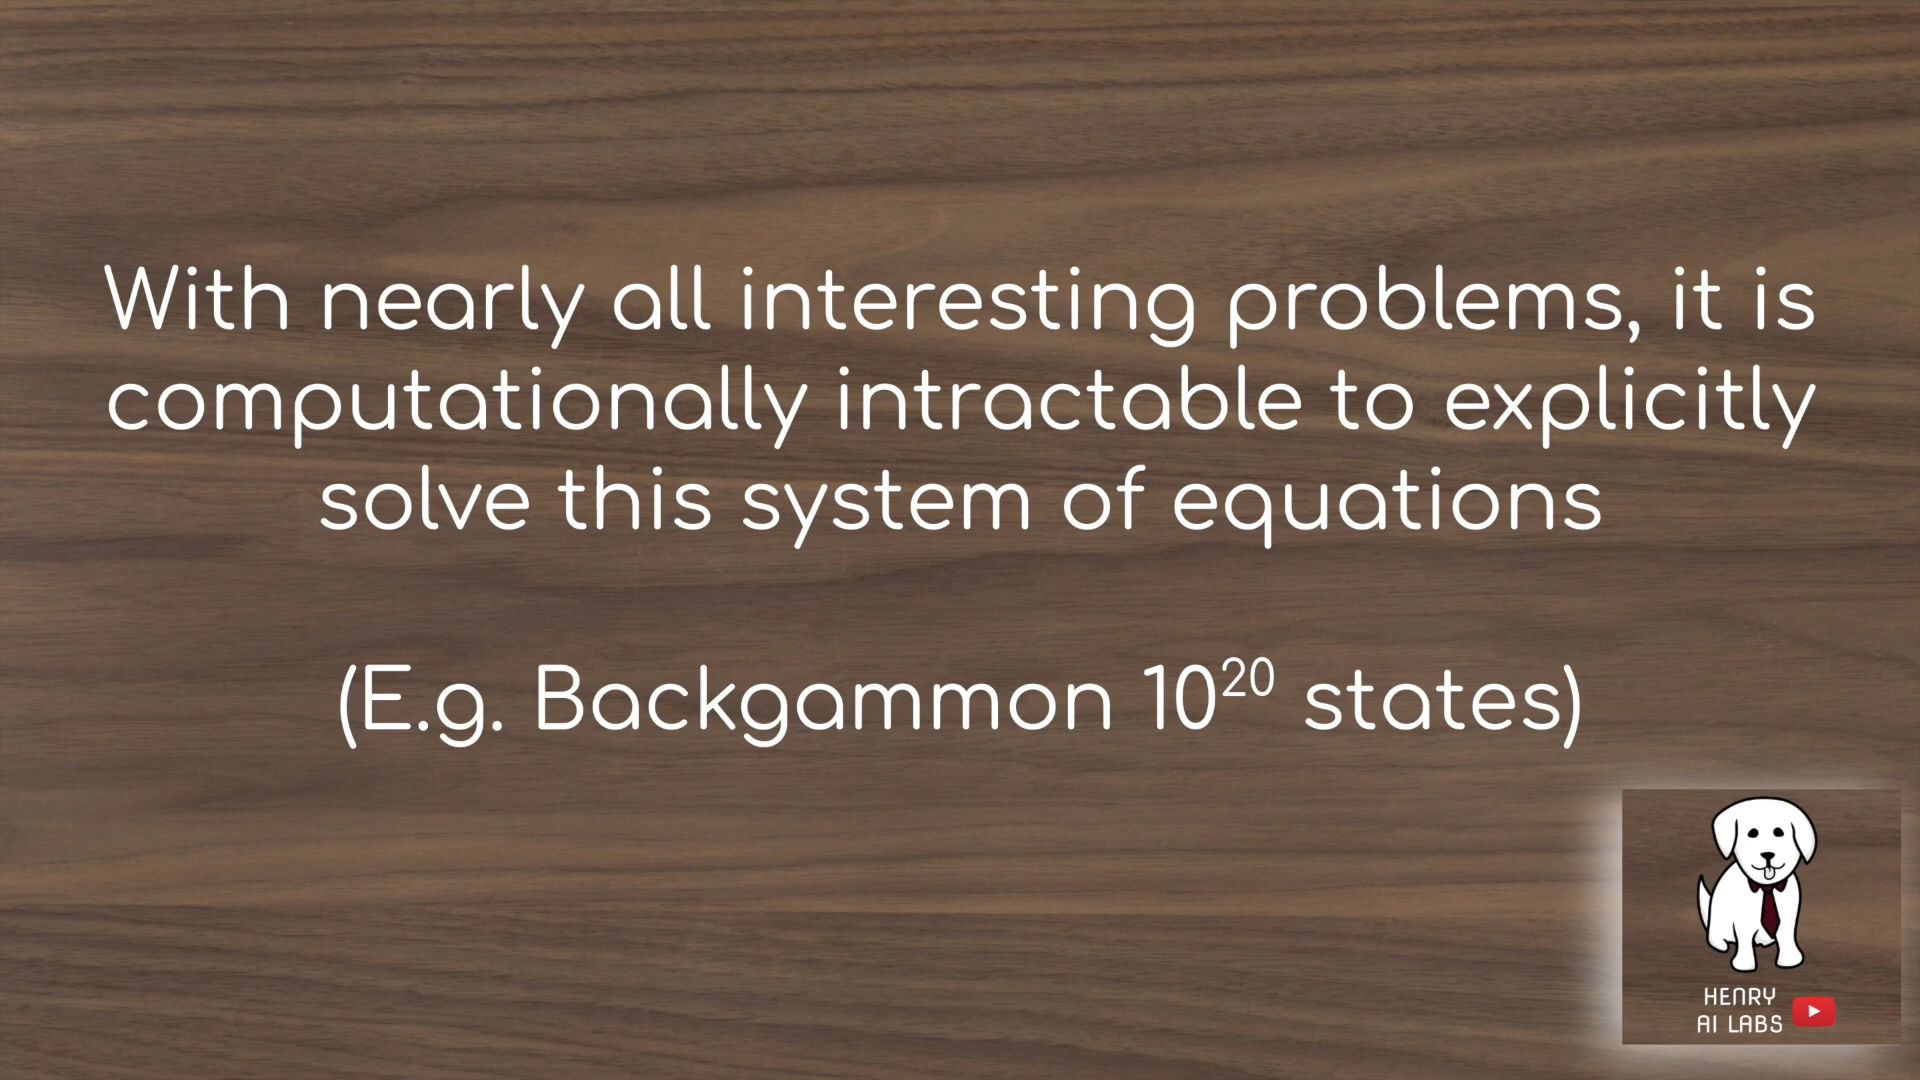 With nearly all interesting problems, it is
computationally intractable to explicitly
solve this system of equations
(E.g. Backgammon 10²⁰ states)
HENRY
AI LABS